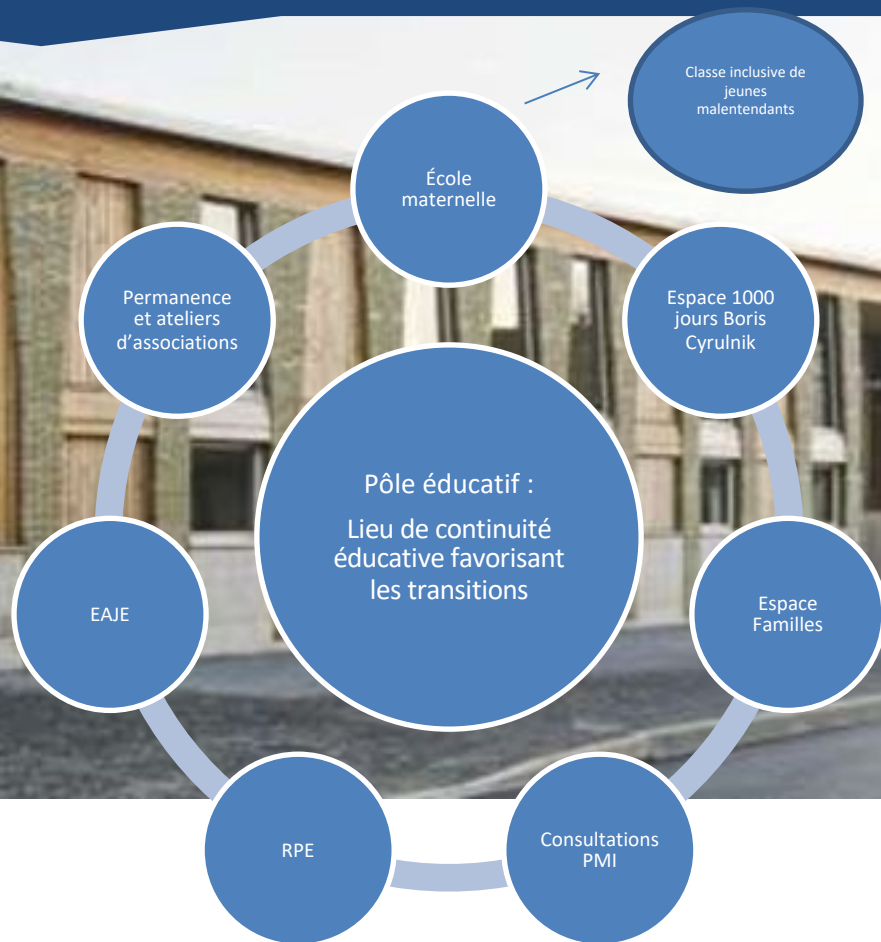 Classe inclusive de
jeunes
malentendants
École
maternelle
Permanence
et ateliers
d’associations
Espace 1000
jours Boris
Cyrulnik
Pôle éducatif :
Lieu de continuité
éducative favorisant
les transitions
EAJE
Espace
Familles
RPE
Consultations
PMI